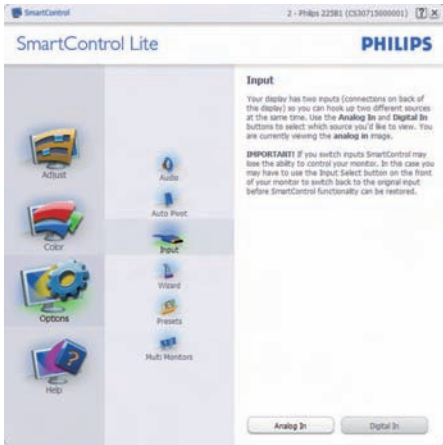 SmartControl
2 - Philips 225B1 (CS30715000001)
SmartControl Lite
PHILIPS
Adjust
Color
Options
Help
Audio
Auto Pivot
Input
Wizard
Presets
Multi Monitors
Input
Your display has two inputs (connections on back of
the display) so you can hook up two different sources
at the same time. Use the Analog In and Digital In
buttons to select which source you'd like to view. You
are currently viewing the analog in image.
IMPORTANT! If you switch inputs SmartControl may
lose the ability to control your monitor. In this case you
may have to use the Input Select button on the front
of your monitor to switch back to the original input
before SmartControl functionality can be restored.
Analog In
Digital In